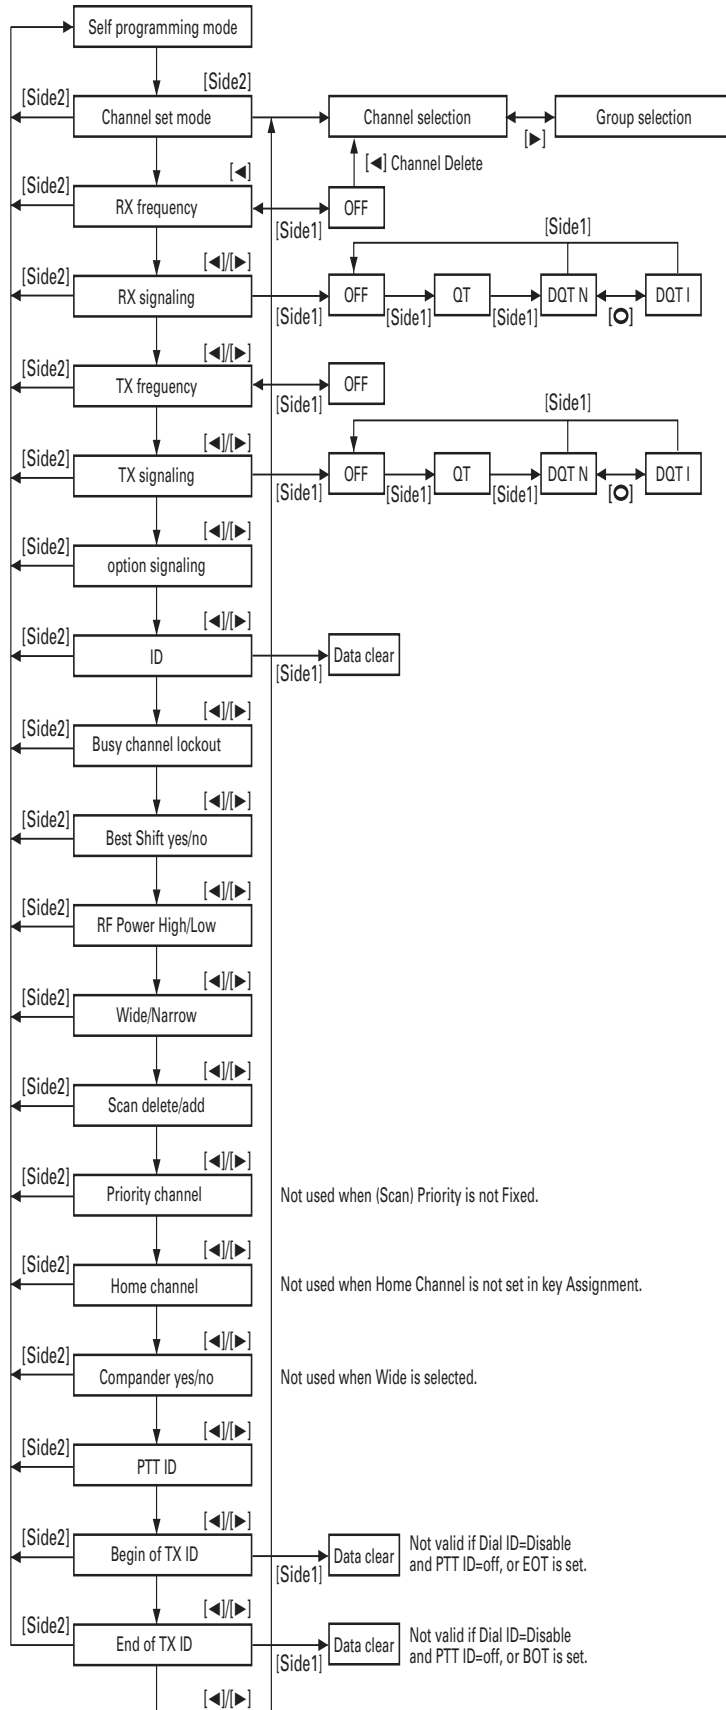 Self programming mode
[Side2]
[Side2]
Channel set mode
Channel selection
Group selection
[▶]
[◀] Channel Delete
[◀]
[Side2]
RX frequency
OFF
[Side1]
[Side1]
[◀]/[▶]
[Side2]
RX signaling
OFF
QT
DQT N
DQT I
[Side1]
[Side1]
[Side1]
[O]
[◀]/[▶]
[Side2]
TX freguency
OFF
[Side1]
[Side1]
[◀]/[▶]
[Side2]
TX signaling
OFF
QT
DQT N
DQT I
[Side1]
[Side1]
[Side1]
[O]
[◀]/[▶]
[Side2]
option signaling
[◀]/[▶]
[Side2]
ID
Data clear
[Side1]
[◀]/[▶]
[Side2]
Busy channel lockout
[◀]/[▶]
[Side2]
Best Shift yes/no
[◀]/[▶]
[Side2]
RF Power High/Low
[◀]/[▶]
[Side2]
Wide/Narrow
[◀]/[▶]
[Side2]
Scan delete/add
[◀]/[▶]
[Side2]
Priority channel
Not used when (Scan) Priority is not Fixed.
[◀]/[▶]
[Side2]
Home channel
Not used when Home Channel is not set in key Assignment.
[◀]/[▶]
[Side2]
Compander yes/no
Not used when Wide is selected.
[◀]/[▶]
[Side2]
PTT ID
[◀]/[▶]
[Side2]
Begin of TX ID
Data clear
[Side1]
Not valid if Dial ID=Disable
and PTT ID=off, or EOT is set.
[◀]/[▶]
[Side2]
End of TX ID
Data clear
[Side1]
Not valid if Dial ID=Disable
and PTT ID=off, or BOT is set.
[◀]/[▶]